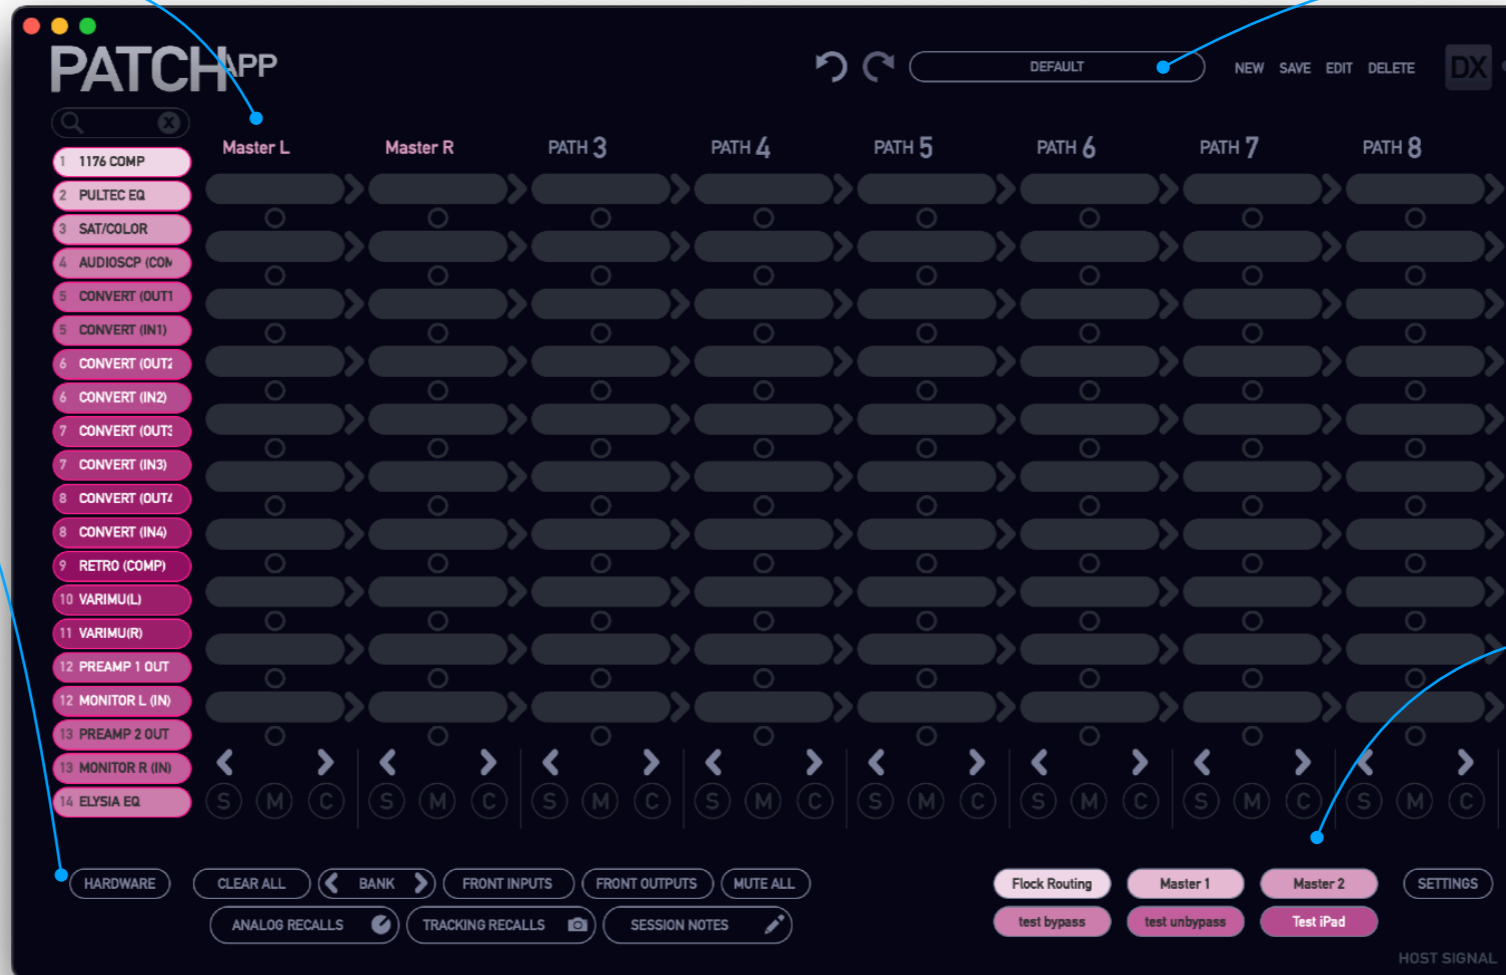 PATCH APP
DEFAULT
NEW SAVE EDIT DELETE
DX
Master L Master R PATH 3 PATH 4 PATH 5 PATH 6 PATH 7 PATH 8
1 1176 COMP
2 PULTEC EQ
3 SAT/COLOR
4 AUDIOSCP (COM
5 CONVERT (OUT1
5 CONVERT (IN1)
6 CONVERT (OUT2
6 CONVERT (IN2)
7 CONVERT (OUT3
7 CONVERT (IN3)
8 CONVERT (OUT4
8 CONVERT (IN4)
9 RETRO (COMP)
10 VARIMU(L)
11 VARIMU(R)
12 PREAMP 1 OUT
12 MONITOR L (IN)
13 PREAMP 2 OUT
13 MONITOR R (IN)
14 ELYSIA EQ
S M C S M C S M C S M C S M C S M C S M C S M C
HARDWARE CLEAR ALL BANK FRONT INPUTS FRONT OUTPUTS MUTE ALL Flock Routing Master 1 Master 2 SETTINGS
ANALOG RECALLS TRACKING RECALLS SESSION NOTES test bypass test unbypass Test iPad
HOST SIGNAL